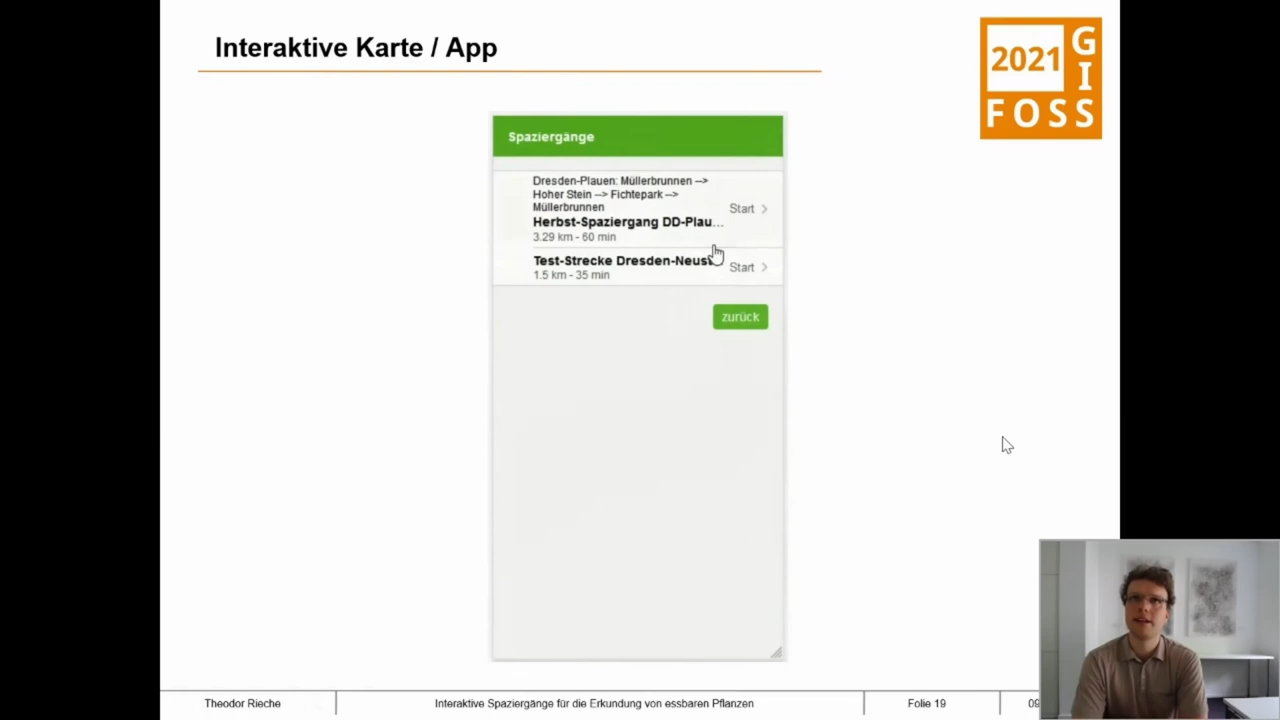 Interaktive Karte / App
2021
G
I
FOSS
Spaziergänge
Dresden-Plauen: Müllerbrunnen -->
Hoher Stein --> Fichtepark -->
Müllerbrunnen
Herbst-Spaziergang DD-Plau...
3.29 km - 60 min
Start
Test-Strecke Dresden-Neust
1.5 km - 35 min
Start
zurück
Theodor Rieche
Interaktive Spaziergänge für die Erkundung von essbaren Pflanzen
Folie 19
09